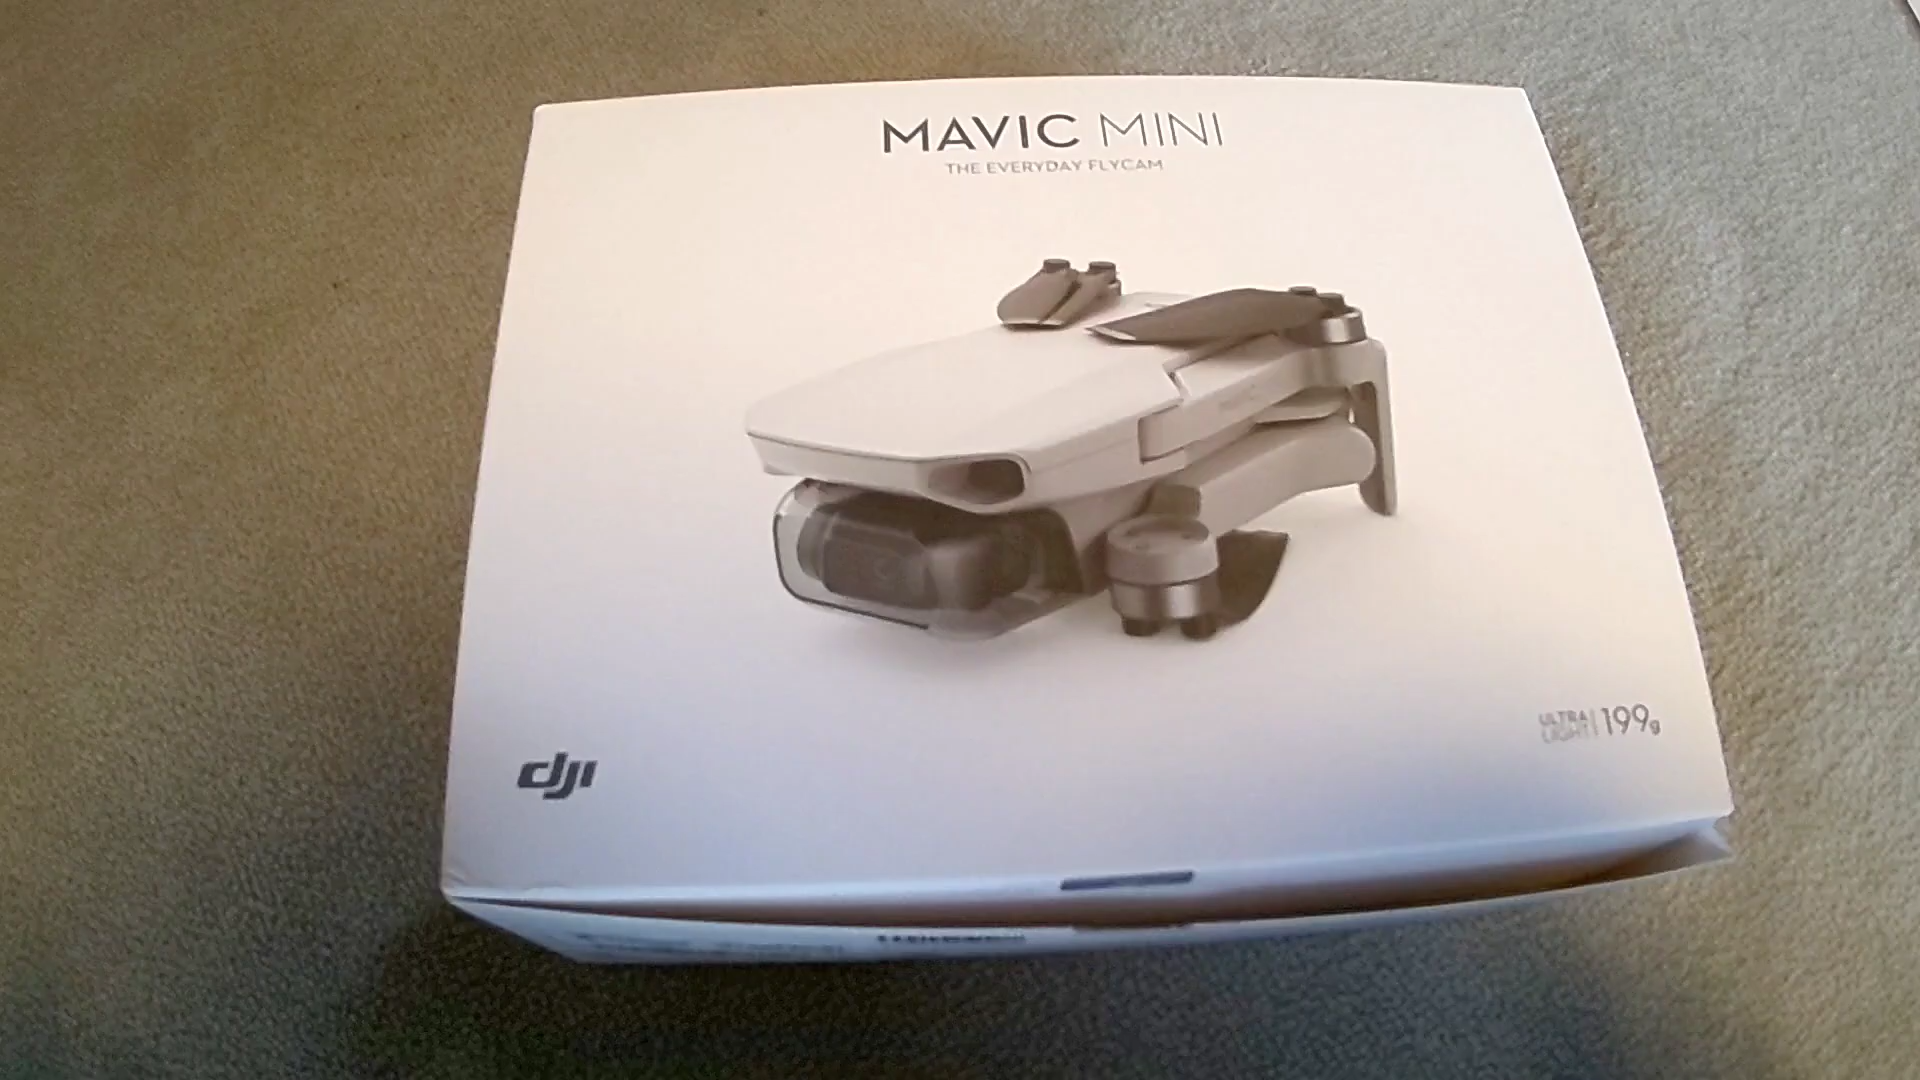 MAVIC MINI
THE EVERYDAY FLYCAM
ULTRA
LIGHT
199g
dji